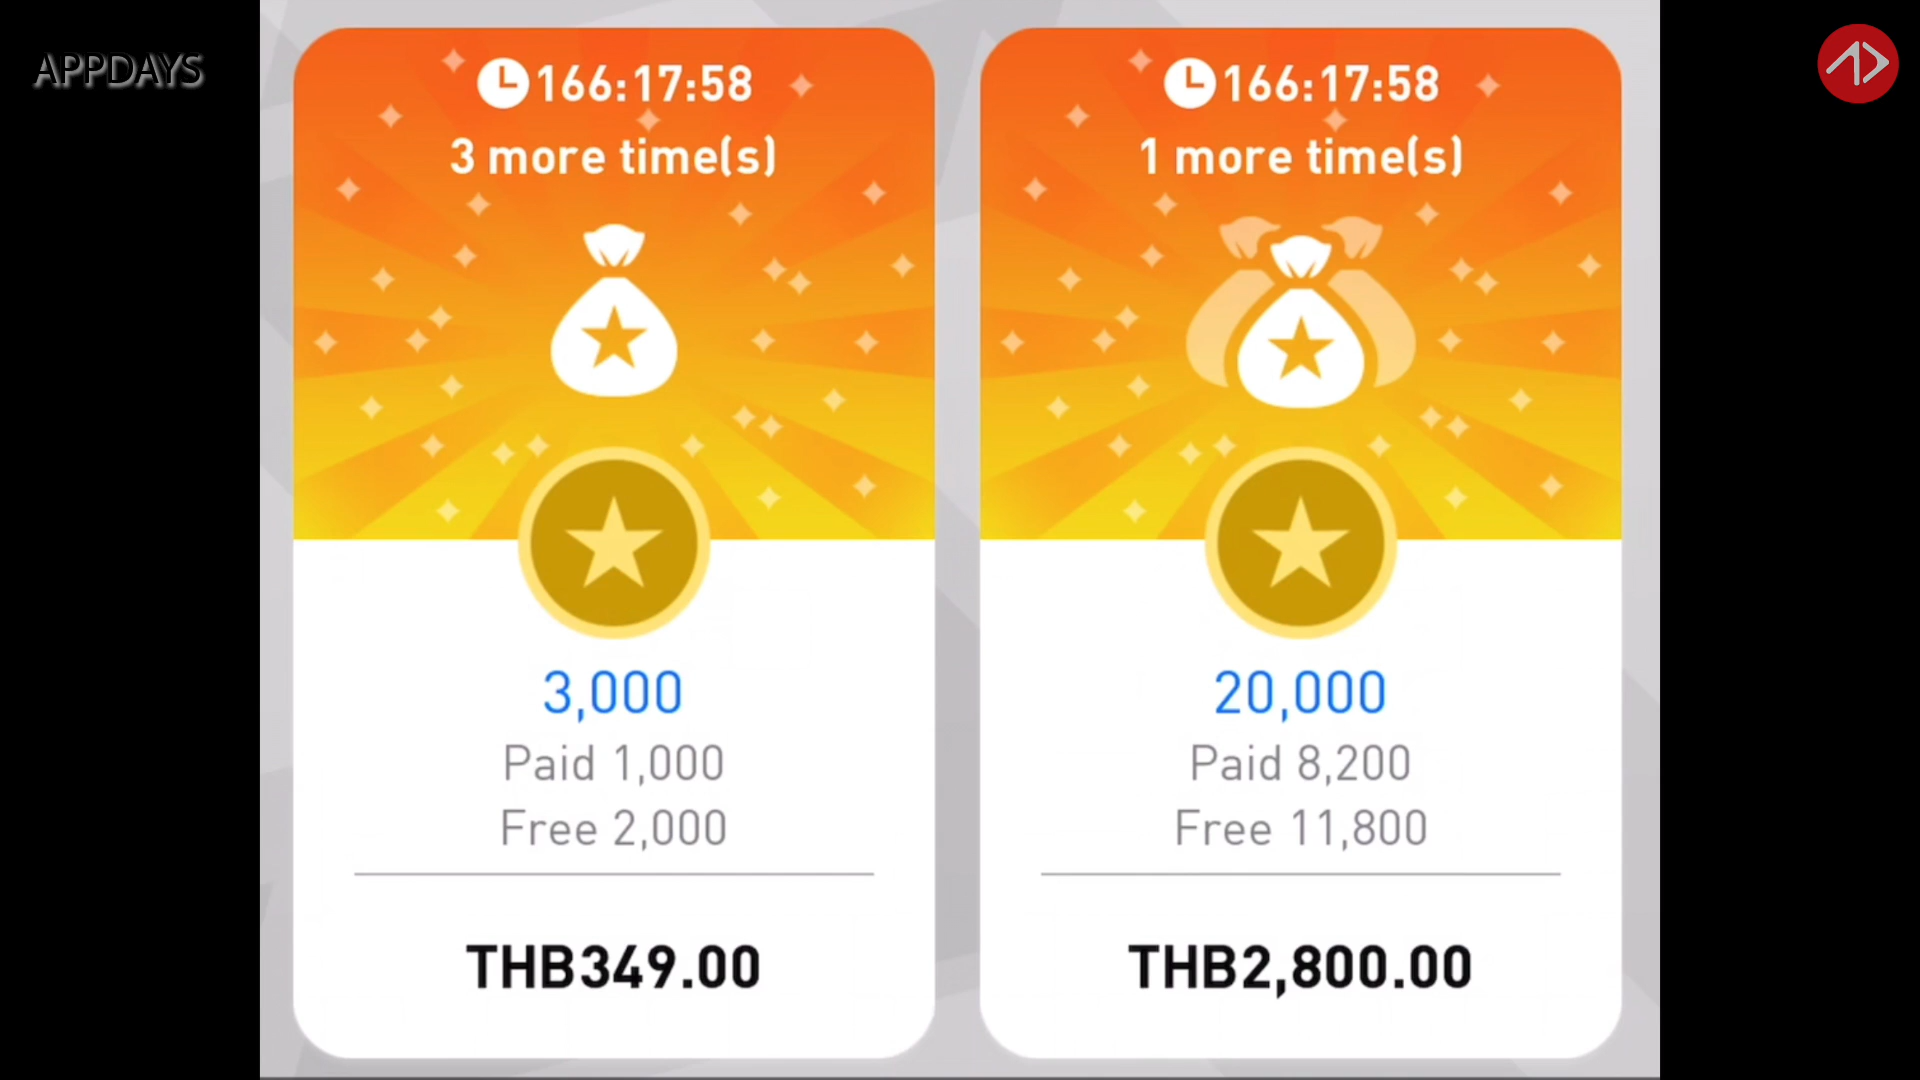 APPDAYS
166:17:58
3 more time(s)
3,000
Paid 1,000
Free 2,000
THB349.00
166:17:58
1 more time(s)
20,000
Paid 8,200
Free 11,800
THB2,800.00